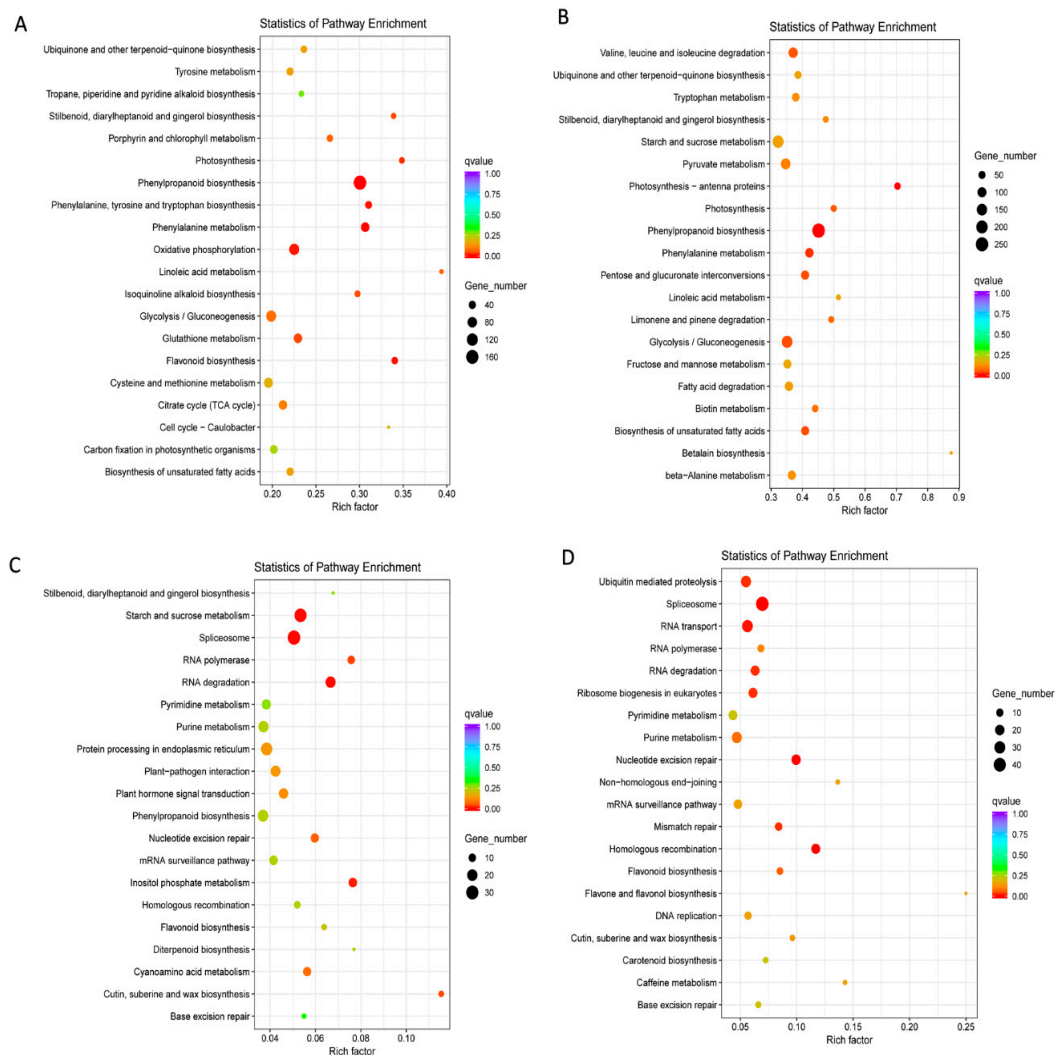 A
Statistics of Pathway Enrichment
Ubiquinone and other terpenoid-quinone biosynthesis
Tyrosine metabolism
Tropane, piperidine and pyridine alkaloid biosynthesis
Stilbenoid, diarylheptanoid and gingerol biosynthesis
Porphyrin and chlorophyll metabolism
Photosynthesis
Phenylpropanoid biosynthesis
Phenylalanine, tyrosine and tryptophan biosynthesis
Phenylalanine metabolism
Oxidative phosphorylation
Linoleic acid metabolism
Isoquinoline alkaloid biosynthesis
Glycolysis / Gluconeogenesis
Glutathione metabolism
Flavonoid biosynthesis
Cysteine and methionine metabolism
Citrate cycle (TCA cycle)
Cell cycle - Caulobacter
Carbon fixation in photosynthetic organisms
Biosynthesis of unsaturated fatty acids
0.20 0.25 0.30 0.35 0.40
Rich factor
qvalue
1.00
0.75
0.50
0.25
0.00
Gene_number
40
80
120
160
B
Statistics of Pathway Enrichment
Valine, leucine and isoleucine degradation
Ubiquinone and other terpenoid-quinone biosynthesis
Tryptophan metabolism
Stilbenoid, diarylheptanoid and gingerol biosynthesis
Starch and sucrose metabolism
Pyruvate metabolism
Photosynthesis - antenna proteins
Photosynthesis
Phenylpropanoid biosynthesis
Phenylalanine metabolism
Pentose and glucuronate interconversions
Linoleic acid metabolism
Limonene and pinene degradation
Glycolysis / Gluconeogenesis
Fructose and mannose metabolism
Fatty acid degradation
Biotin metabolism
Biosynthesis of unsaturated fatty acids
Betalain biosynthesis
beta-Alanine metabolism
0.3 0.4 0.5 0.6 0.7 0.8 0.9
Rich factor
Gene_number
50
100
150
200
250
qvalue
1.00
0.75
0.50
0.25
0.00
C
Statistics of Pathway Enrichment
Stilbenoid, diarylheptanoid and gingerol biosynthesis
Starch and sucrose metabolism
Spliceosome
RNA polymerase
RNA degradation
Pyrimidine metabolism
Purine metabolism
Protein processing in endoplasmic reticulum
Plant-pathogen interaction
Plant hormone signal transduction
Phenylpropanoid biosynthesis
Nucleotide excision repair
mRNA surveillance pathway
Inositol phosphate metabolism
Homologous recombination
Flavonoid biosynthesis
Diterpenoid biosynthesis
Cyanoamino acid metabolism
Cutin, suberine and wax biosynthesis
Base excision repair
0.04 0.06 0.08 0.10
Rich factor
qvalue
1.00
0.75
0.50
0.25
0.00
Gene_number
10
20
30
D
Statistics of Pathway Enrichment
Ubiquitin mediated proteolysis
Spliceosome
RNA transport
RNA polymerase
RNA degradation
Ribosome biogenesis in eukaryotes
Pyrimidine metabolism
Purine metabolism
Nucleotide excision repair
Non-homologous end-joining
mRNA surveillance pathway
Mismatch repair
Homologous recombination
Flavonoid biosynthesis
Flavone and flavonol biosynthesis
DNA replication
Cutin, suberine and wax biosynthesis
Carotenoid biosynthesis
Caffeine metabolism
Base excision repair
0.05 0.10 0.15 0.20 0.25
Rich factor
Gene_number
10
20
30
40
qvalue
1.00
0.75
0.50
0.25
0.00